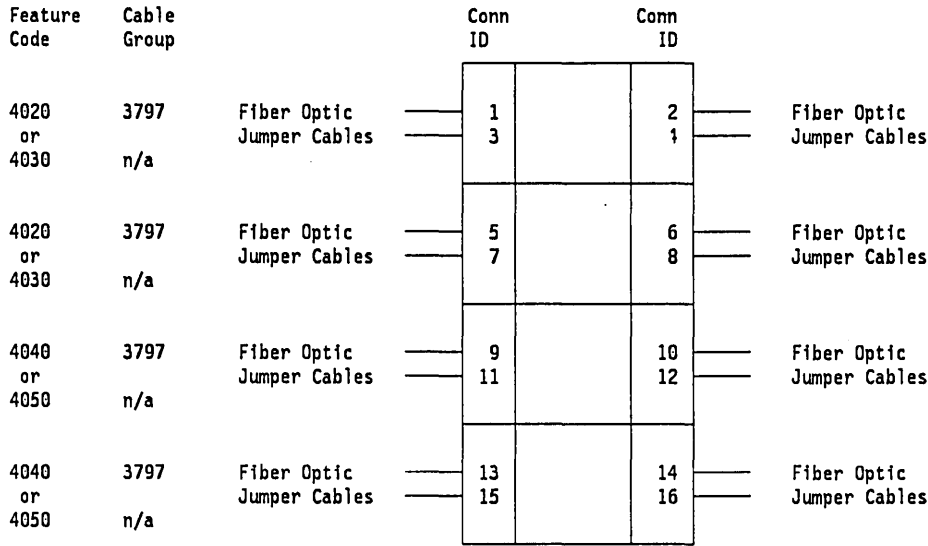 Feature Cable Conn Conn
Code Group ID ID
4020 3797 Fiber Optic 1 2 Fiber Optic
or Jumper Cables 3 Jumper Cables
4030 n/a
4020 3797 Fiber Optic 5 6 Fiber Optic
or Jumper Cables 7 8 Jumper Cables
4030 n/a
4040 3797 Fiber Optic 9 10 Fiber Optic
or Jumper Cables 11 12 Jumper Cables
4050 n/a
4040 3797 Fiber Optic 13 14 Fiber Optic
or Jumper Cables 15 16 Jumper Cables
4050 n/a